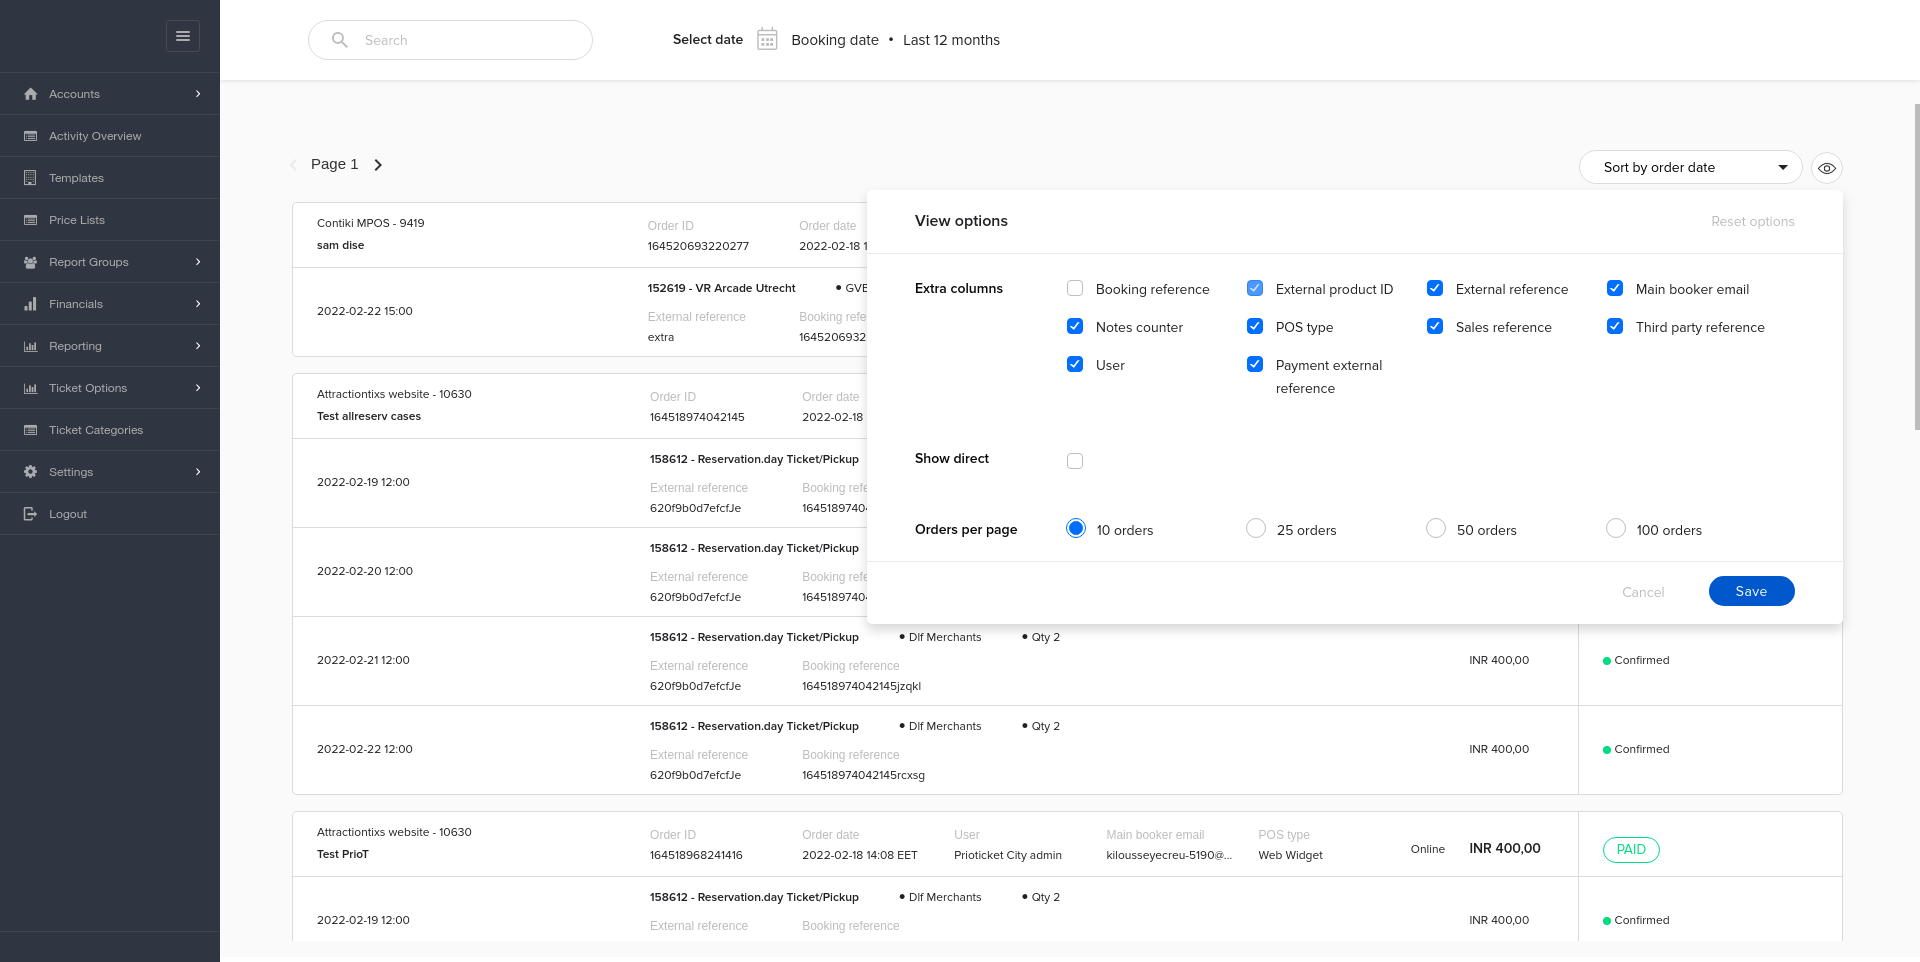 Search
Select date
Booking date • Last 12 months
Accounts
Activity Overview
Templates
Price Lists
Report Groups
Financials
Reporting
Ticket Options
Ticket Categories
Settings
Logout
Page 1
Sort by order date
View options
Reset options
Extra columns
Booking reference
External product ID
External reference
Main booker email
Notes counter
POS type
Sales reference
Third party reference
User
Payment external
reference
Show direct
Orders per page
10 orders
25 orders
50 orders
100 orders
Cancel
Save
Contiki MPOS - 9419
sam dise
Order ID
164520693220277
Order date
2022-02-18 1
2022-02-22 15:00
152619 - VR Arcade Utrecht
• GVB
External reference
extra
Booking refe
1645206932
Attractiontixs website - 10630
Test allreserv cases
Order ID
164518974042145
Order date
2022-02-18
2022-02-19 12:00
158612 - Reservation.day Ticket/Pickup
External reference
620f9b0d7efcfJe
Booking refe
16451897404
2022-02-20 12:00
158612 - Reservation.day Ticket/Pickup
External reference
620f9b0d7efcfJe
Booking refe
16451897404
2022-02-21 12:00
158612 - Reservation.day Ticket/Pickup
• Dlf Merchants
• Qty 2
External reference
620f9b0d7efcfJe
Booking reference
164518974042145jzqkl
INR 400,00
Confirmed
2022-02-22 12:00
158612 - Reservation.day Ticket/Pickup
• Dlf Merchants
• Qty 2
External reference
620f9b0d7efcfJe
Booking reference
164518974042145rcxsg
INR 400,00
Confirmed
Attractiontixs website - 10630
Test PrioT
Order ID
164518968241416
Order date
2022-02-18 14:08 EET
User
Prioticket City admin
Main booker email
kilousseyecreu-5190@...
POS type
Web Widget
Online
INR 400,00
PAID
2022-02-19 12:00
158612 - Reservation.day Ticket/Pickup
• Dlf Merchants
• Qty 2
External reference
Booking reference
INR 400,00
Confirmed